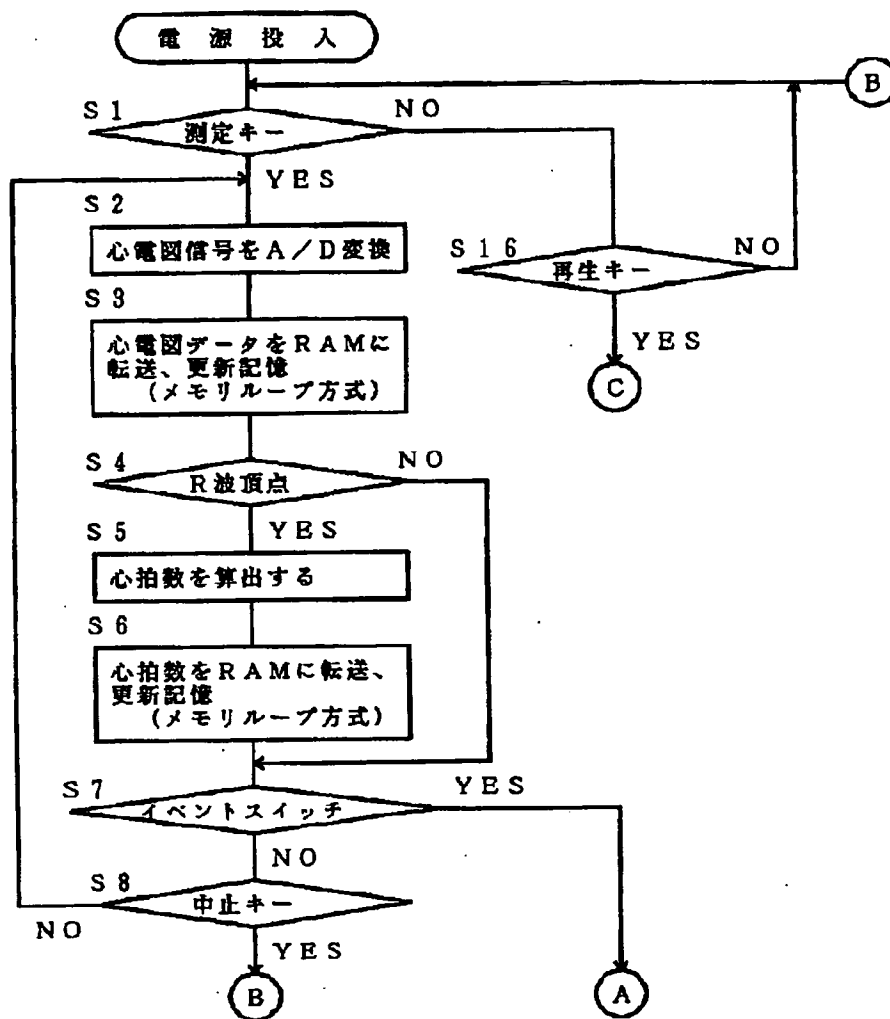 電源投入
B
S1
測定キー
NO
YES
S2
心電図信号をA/D変換
S16
再生キー
NO
YES
C
S3
心電図データをRAMに
転送、更新記憶
(メモリループ方式)
S4
R波頂点
NO
YES
S5
心拍数を算出する
S6
心拍数をRAMに転送、
更新記憶
(メモリループ方式)
S7
イベントスイッチ
YES
NO
S8
中止キー
NO
YES
B
A